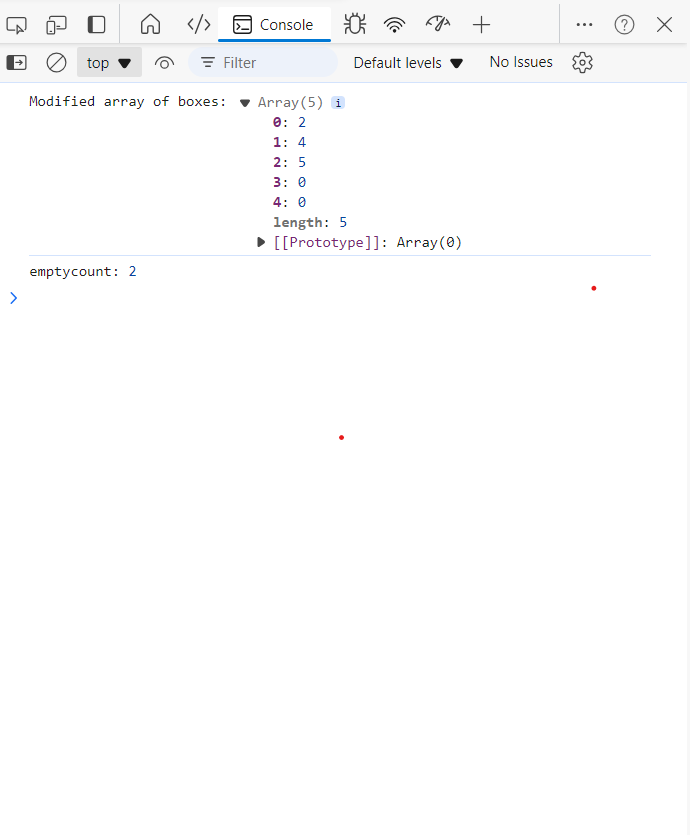 Console
top Filter Default levels No Issues
Modified array of boxes: Array(5) i
0: 2
1: 4
2: 5
3: 0
4: 0
length: 5
[[Prototype]]: Array(0)
emptycount: 2